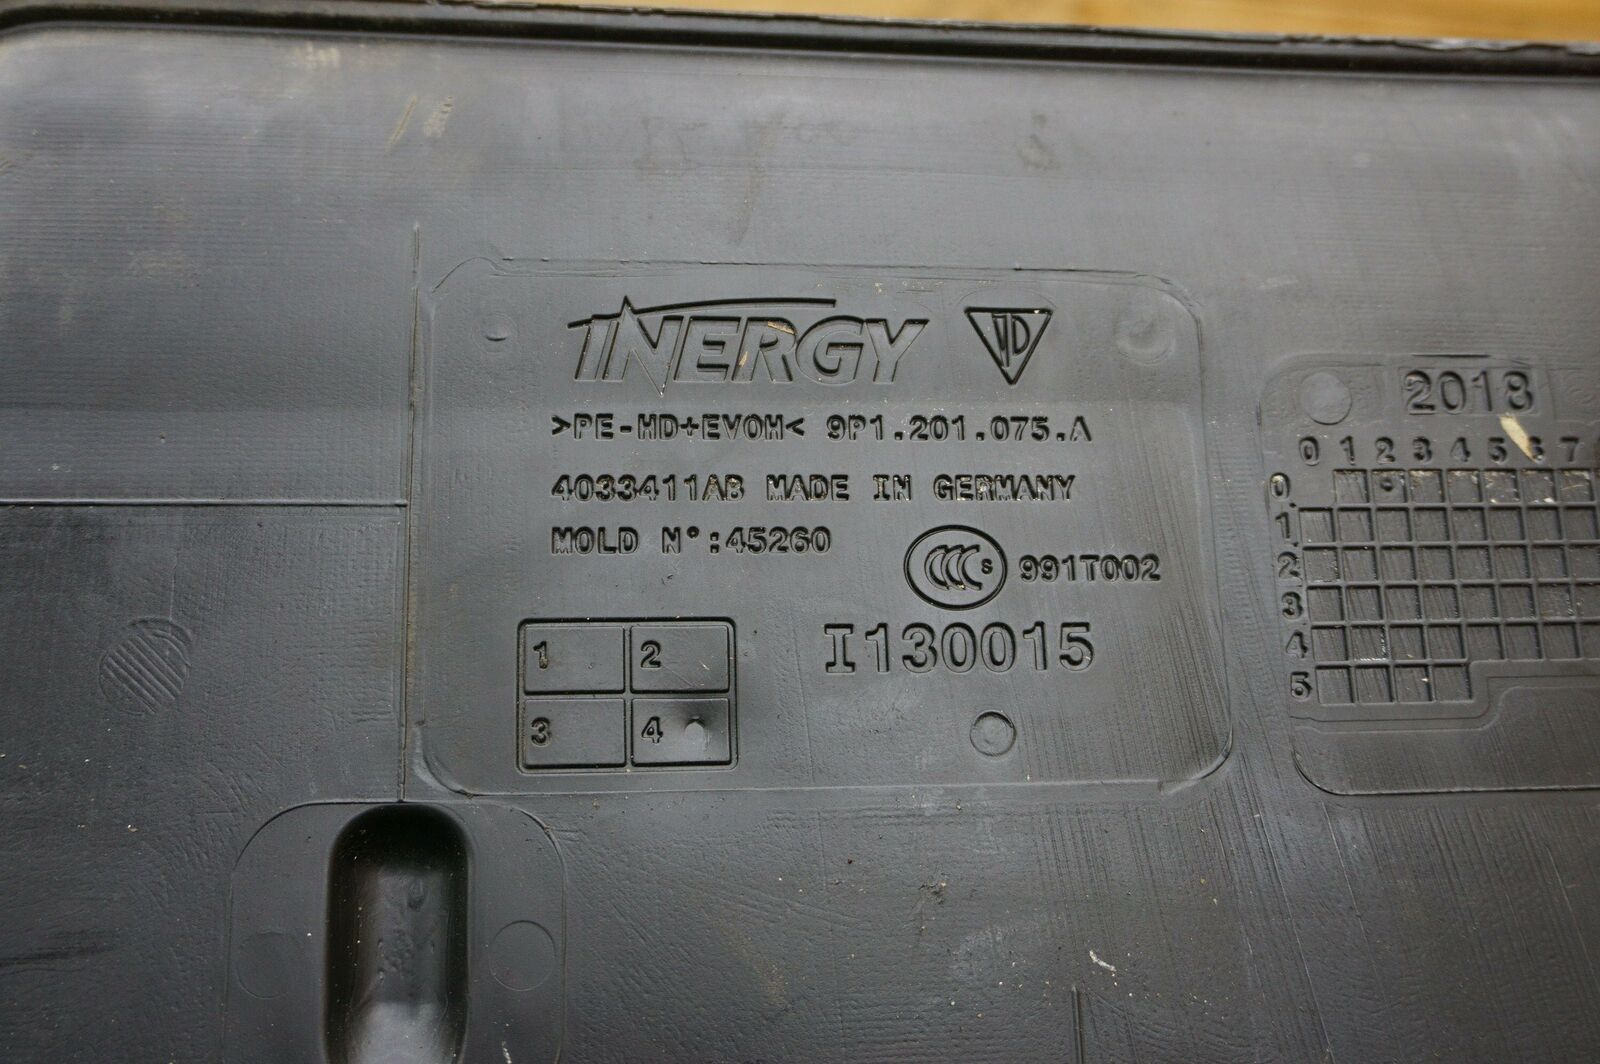 INERGY
>PE-HD+EVOH< 9P1.201.075.A
4033411AB MADE IN GERMANY
MOLD N°:45260
CCC S 991T002
I130015
1 2
3 4
2018
0 1 2 3 4 5 6 7
0
1
2
3
4
5